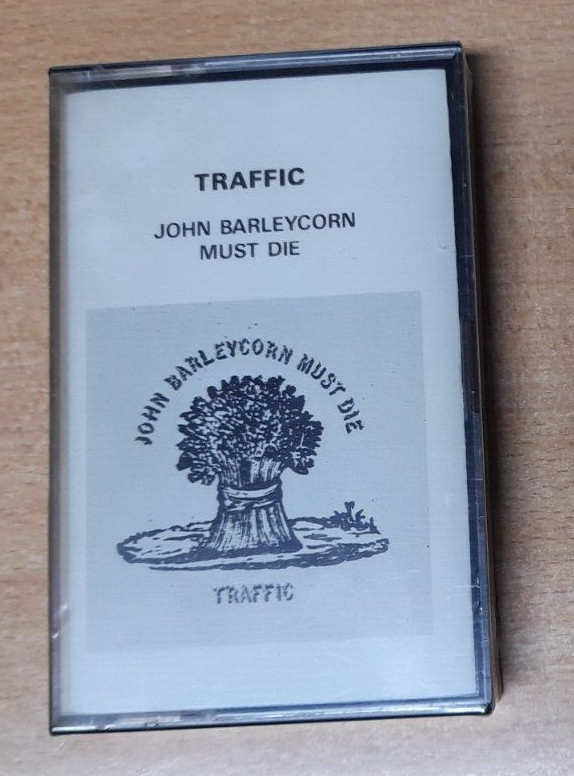 TRAFFIC
JOHN BARLEYCORN
MUST DIE
JOHN BARLEYCORN MUST DIE
TRAFFIC